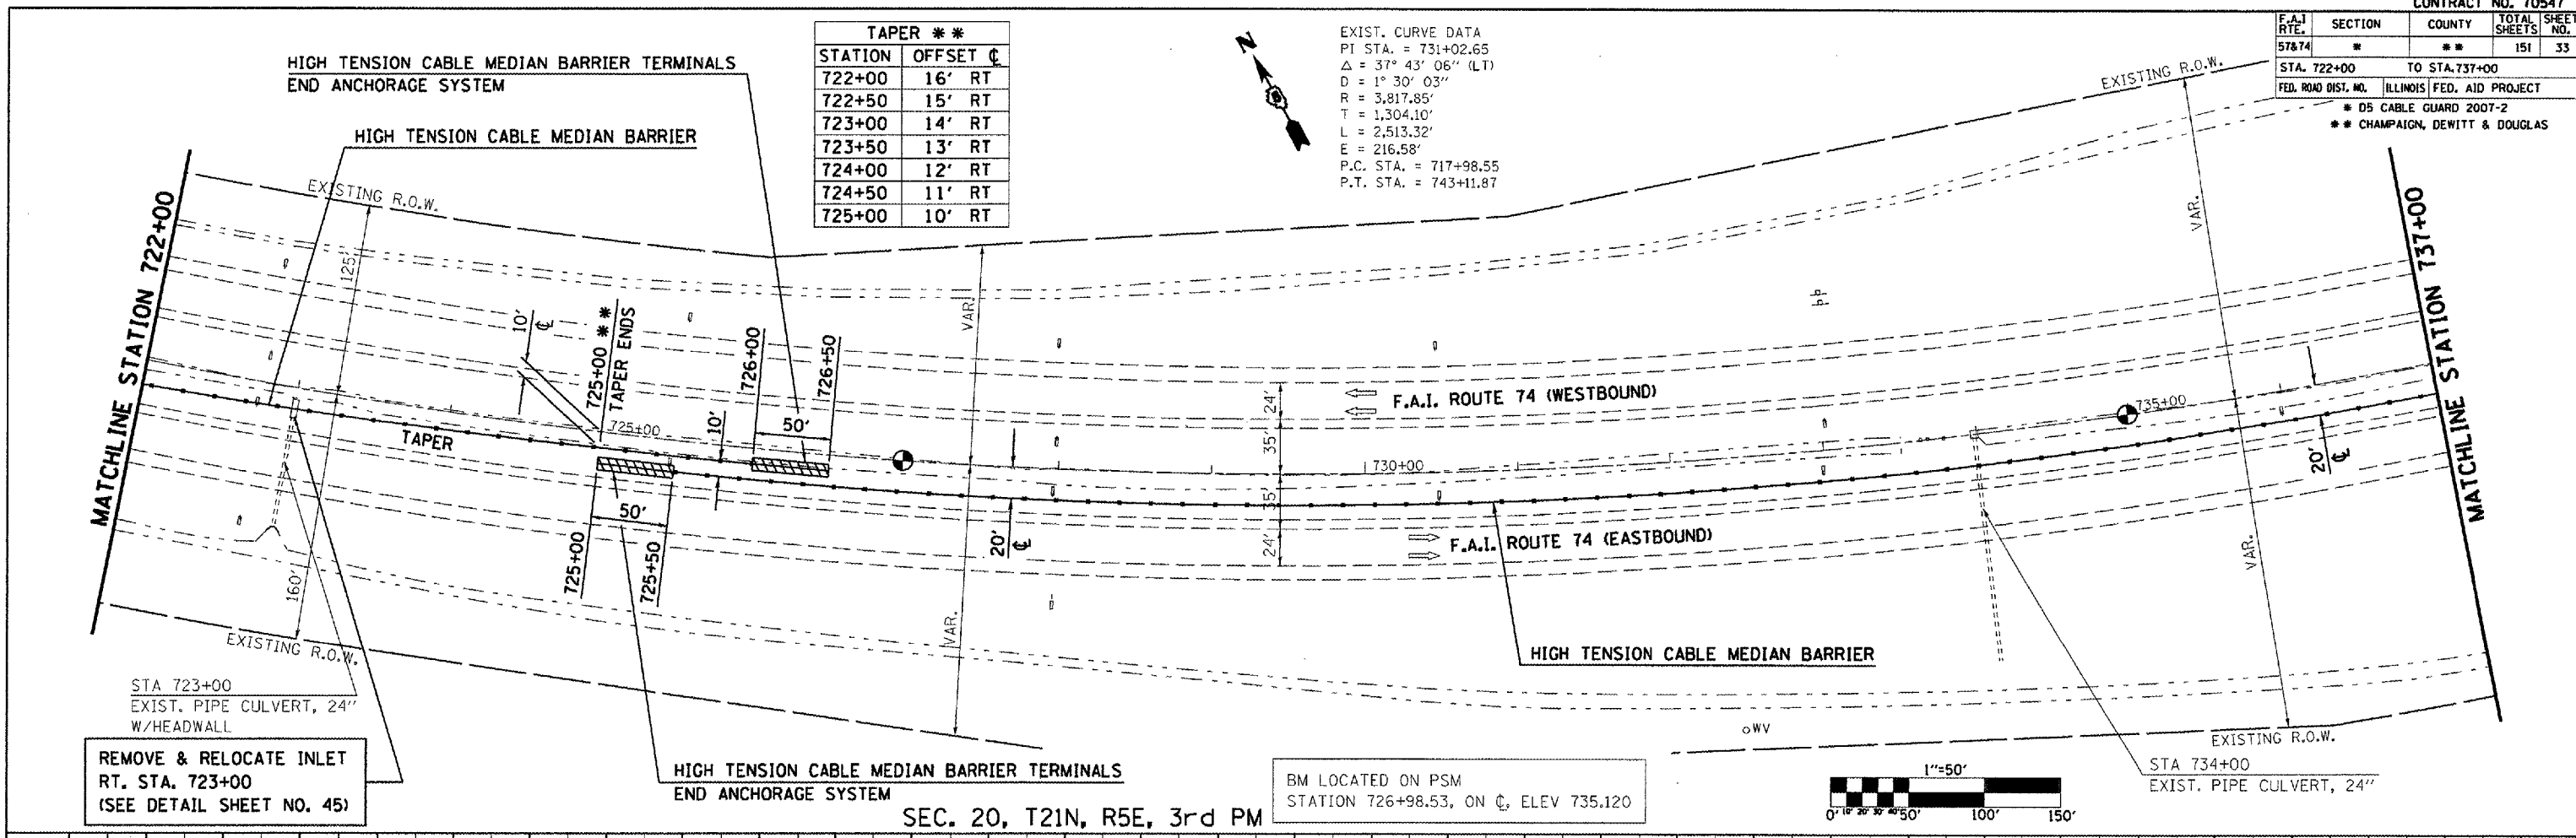 CONTRACT NO. 70547
F.A.I RTE. SECTION COUNTY TOTAL SHEETS SHEET NO.
57&74 * ** 151 33
STA. 722+00 TO STA. 737+00
FED. ROAD DIST. NO. ILLINOIS FED. AID PROJECT
* D5 CABLE GUARD 2007-2
** CHAMPAIGN, DEWITT & DOUGLAS
TAPER **
STATION OFFSET ℄
722+00 16' RT
722+50 15' RT
723+00 14' RT
723+50 13' RT
724+00 12' RT
724+50 11' RT
725+00 10' RT
N
EXIST. CURVE DATA
PI STA. = 731+02.65
Δ = 37° 43' 06" (LT)
D = 1° 30' 03"
R = 3,817.85'
T = 1,304.10'
L = 2,513.32'
E = 216.58'
P.C. STA. = 717+98.55
P.T. STA. = 743+11.87
HIGH TENSION CABLE MEDIAN BARRIER TERMINALS
END ANCHORAGE SYSTEM
HIGH TENSION CABLE MEDIAN BARRIER
EXISTING R.O.W.
EXISTING R.O.W.
MATCHLINE STATION 722+00
MATCHLINE STATION 737+00
125'
160'
10'
℄
725+00 **
TAPER ENDS
726+00
726+50
50'
10'
TAPER
725+00
50'
725+00
725+50
VAR.
VAR.
20'
℄
24'
35'
35'
24'
F.A.I. ROUTE 74 (WESTBOUND)
730+00
F.A.I. ROUTE 74 (EASTBOUND)
735+00
VAR.
VAR.
20'
℄
EXISTING R.O.W.
EXISTING R.O.W.
HIGH TENSION CABLE MEDIAN BARRIER
STA 723+00
EXIST. PIPE CULVERT, 24"
W/HEADWALL
REMOVE & RELOCATE INLET
RT. STA. 723+00
(SEE DETAIL SHEET NO. 45)
HIGH TENSION CABLE MEDIAN BARRIER TERMINALS
END ANCHORAGE SYSTEM
SEC. 20, T21N, R5E, 3rd PM
BM LOCATED ON PSM
STATION 726+98.53, ON ℄, ELEV 735.120
WV
1"=50'
0' 10' 20' 30' 40' 50' 100' 150'
STA 734+00
EXIST. PIPE CULVERT, 24"